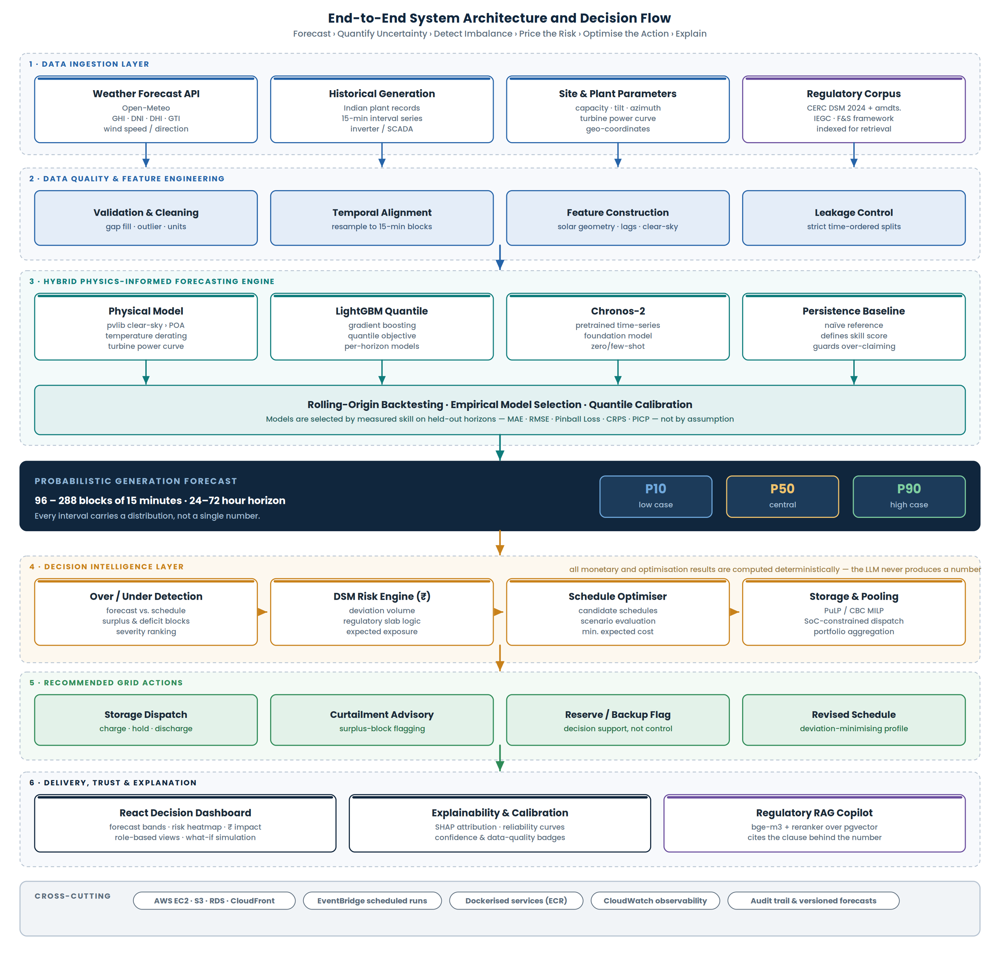 End-to-End System Architecture and Decision Flow
Forecast › Quantify Uncertainty › Detect Imbalance › Price the Risk › Optimise the Action › Explain
1 · DATA INGESTION LAYER
Weather Forecast API
Open-Meteo
GHI · DNI · DHI · GTI
wind speed / direction
Historical Generation
Indian plant records
15-min interval series
inverter / SCADA
Site & Plant Parameters
capacity · tilt · azimuth
turbine power curve
geo-coordinates
Regulatory Corpus
CERC DSM 2024 + amdts.
IEGC · F&S framework
indexed for retrieval
2 · DATA QUALITY & FEATURE ENGINEERING
Validation & Cleaning
gap fill · outlier · units
Temporal Alignment
resample to 15-min blocks
Feature Construction
solar geometry · lags · clear-sky
Leakage Control
strict time-ordered splits
3 · HYBRID PHYSICS-INFORMED FORECASTING ENGINE
Physical Model
pvlib clear-sky › POA
temperature derating
turbine power curve
LightGBM Quantile
gradient boosting
quantile objective
per-horizon models
Chronos-2
pretrained time-series
foundation model
zero/few-shot
Persistence Baseline
naïve reference
defines skill score
guards over-claiming
Rolling-Origin Backtesting · Empirical Model Selection · Quantile Calibration
Models are selected by measured skill on held-out horizons — MAE · RMSE · Pinball Loss · CRPS · PICP — not by assumption
PROBABILISTIC GENERATION FORECAST
96 – 288 blocks of 15 minutes · 24–72 hour horizon
Every interval carries a distribution, not a single number.
P10
low case
P50
central
P90
high case
4 · DECISION INTELLIGENCE LAYER
all monetary and optimisation results are computed deterministically — the LLM never produces a number
Over / Under Detection
forecast vs. schedule
surplus & deficit blocks
severity ranking
DSM Risk Engine (₹)
deviation volume
regulatory slab logic
expected exposure
Schedule Optimiser
candidate schedules
scenario evaluation
min. expected cost
Storage & Pooling
PuLP / CBC MILP
SoC-constrained dispatch
portfolio aggregation
5 · RECOMMENDED GRID ACTIONS
Storage Dispatch
charge · hold · discharge
Curtailment Advisory
surplus-block flagging
Reserve / Backup Flag
decision support, not control
Revised Schedule
deviation-minimising profile
6 · DELIVERY, TRUST & EXPLANATION
React Decision Dashboard
forecast bands · risk heatmap · ₹ impact
role-based views · what-if simulation
Explainability & Calibration
SHAP attribution · reliability curves
confidence & data-quality badges
Regulatory RAG Copilot
bge-m3 + reranker over pgvector
cites the clause behind the number
CROSS-CUTTING
AWS EC2 · S3 · RDS · CloudFront
EventBridge scheduled runs
Dockerised services (ECR)
CloudWatch observability
Audit trail & versioned forecasts